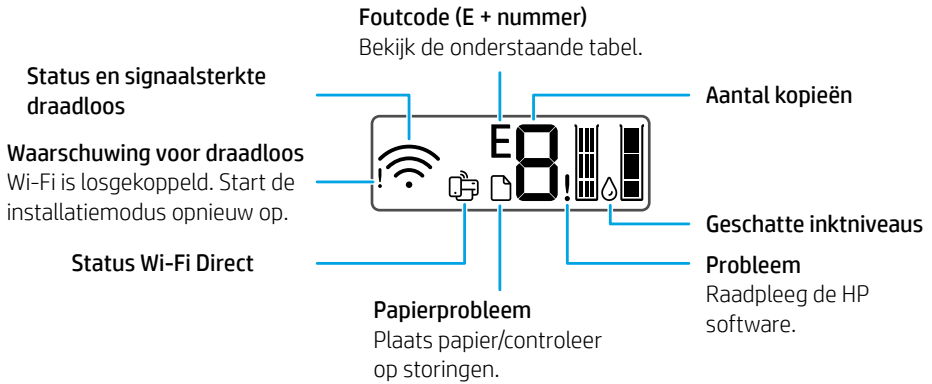 Foutcode (E + nummer)
Bekijk de onderstaande tabel.
Status en signaalsterkte
draadloos
Aantal kopieën
Waarschuwing voor draadloos
Wi-Fi is losgekoppeld. Start de
installatiemodus opnieuw op.
E8
!
!
Geschatte inktniveaus
Status Wi-Fi Direct
Probleem
Raadpleeg de HP
software.
Papierprobleem
Plaats papier/controleer
op storingen.